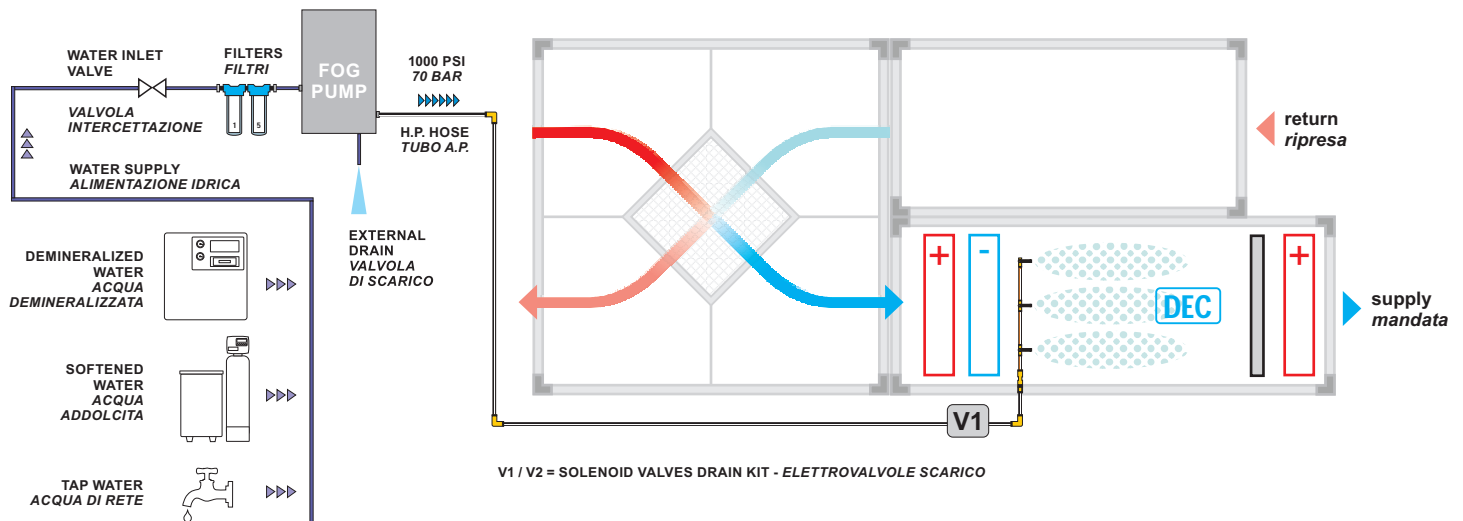 WATER INLET
VALVE
VALVOLA
INTERCETTAZIONE
FILTERS
FILTRI
1
5
FOG
PUMP
1000 PSI
70 BAR
H.P. HOSE
TUBO A.P.
WATER SUPPLY
ALIMENTAZIONE IDRICA
EXTERNAL
DRAIN
VALVOLA
DI SCARICO
DEMINERALIZED
WATER
ACQUA
DEMINERALIZZATA
SOFTENED
WATER
ACQUA
ADDOLCITA
TAP WATER
ACQUA DI RETE
return
ripresa
+
-
DEC
+
supply
mandata
V1
V1 / V2 = SOLENOID VALVES DRAIN KIT - ELETTROVALVOLE SCARICO